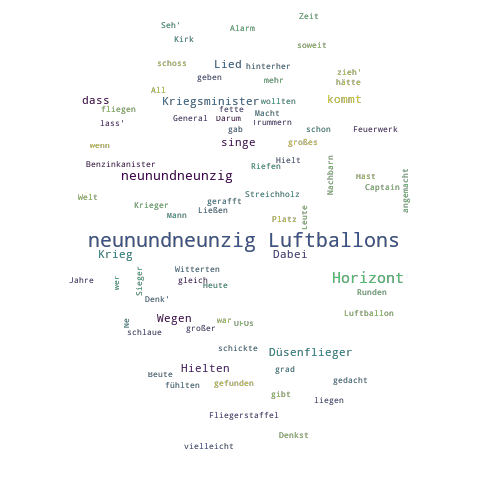 Zeit
Seh'
Alarm
Kirk
soweit
schoss
Lied
hinterher
zieh'
geben
mehr
hätte
All
dass
Kriegsminister
wollten
kommt
fliegen
fette
Macht
General
Darum
Trümmern
lass'
gab
schon
Feuerwerk
wenn
singe
großes
Benzinkanister
Hielt
Riefen
neunundneunzig
Nachbarn
Mast
Captain
angemacht
Welt
Streichholz
Krieger
gerafft
Mann
Ließen
Platz
Leute
neunundneunzig Luftballons
Krieg
Dabei
Witterten
Jahre
wer
Sieger
gleich
Heute
Horizont
Runden
Denk'
Luftballon
Wegen
war
UFOs
Ne
schlaue
großer
schickte
Düsenflieger
Hielten
grad
Beute
gedacht
fühlten
gefunden
gibt
liegen
Fliegerstaffel
Denkst
vielleicht